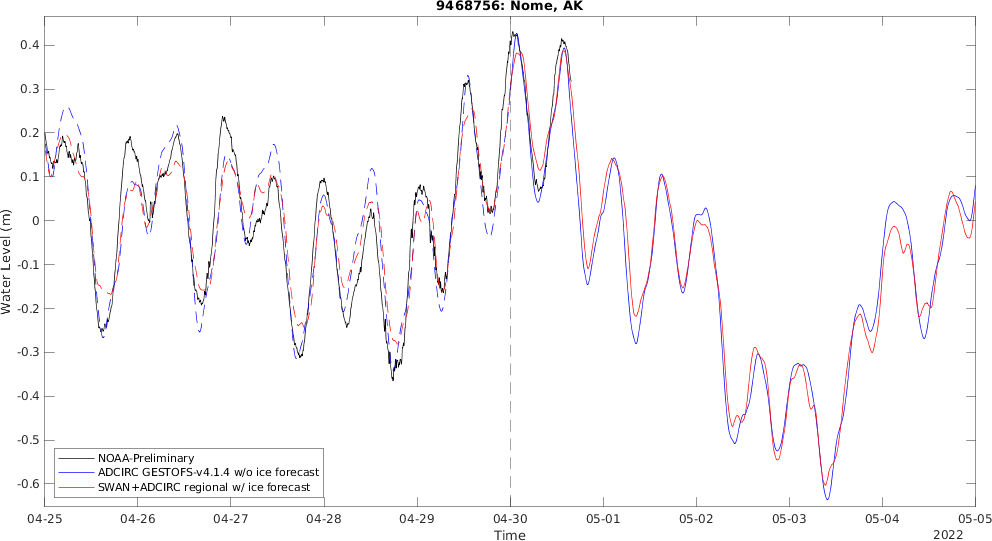 9468756: Nome, AK
Water Level (m)
0.4
0.3
0.2
0.1
0
-0.1
-0.2
-0.3
-0.4
-0.5
-0.6
NOAA-Preliminary
ADCIRC GESTOFS-v4.1.4 w/o ice forecast
SWAN+ADCIRC regional w/ ice forecast
04-25 04-26 04-27 04-28 04-29 04-30 05-01 05-02 05-03 05-04 05-05
Time
2022